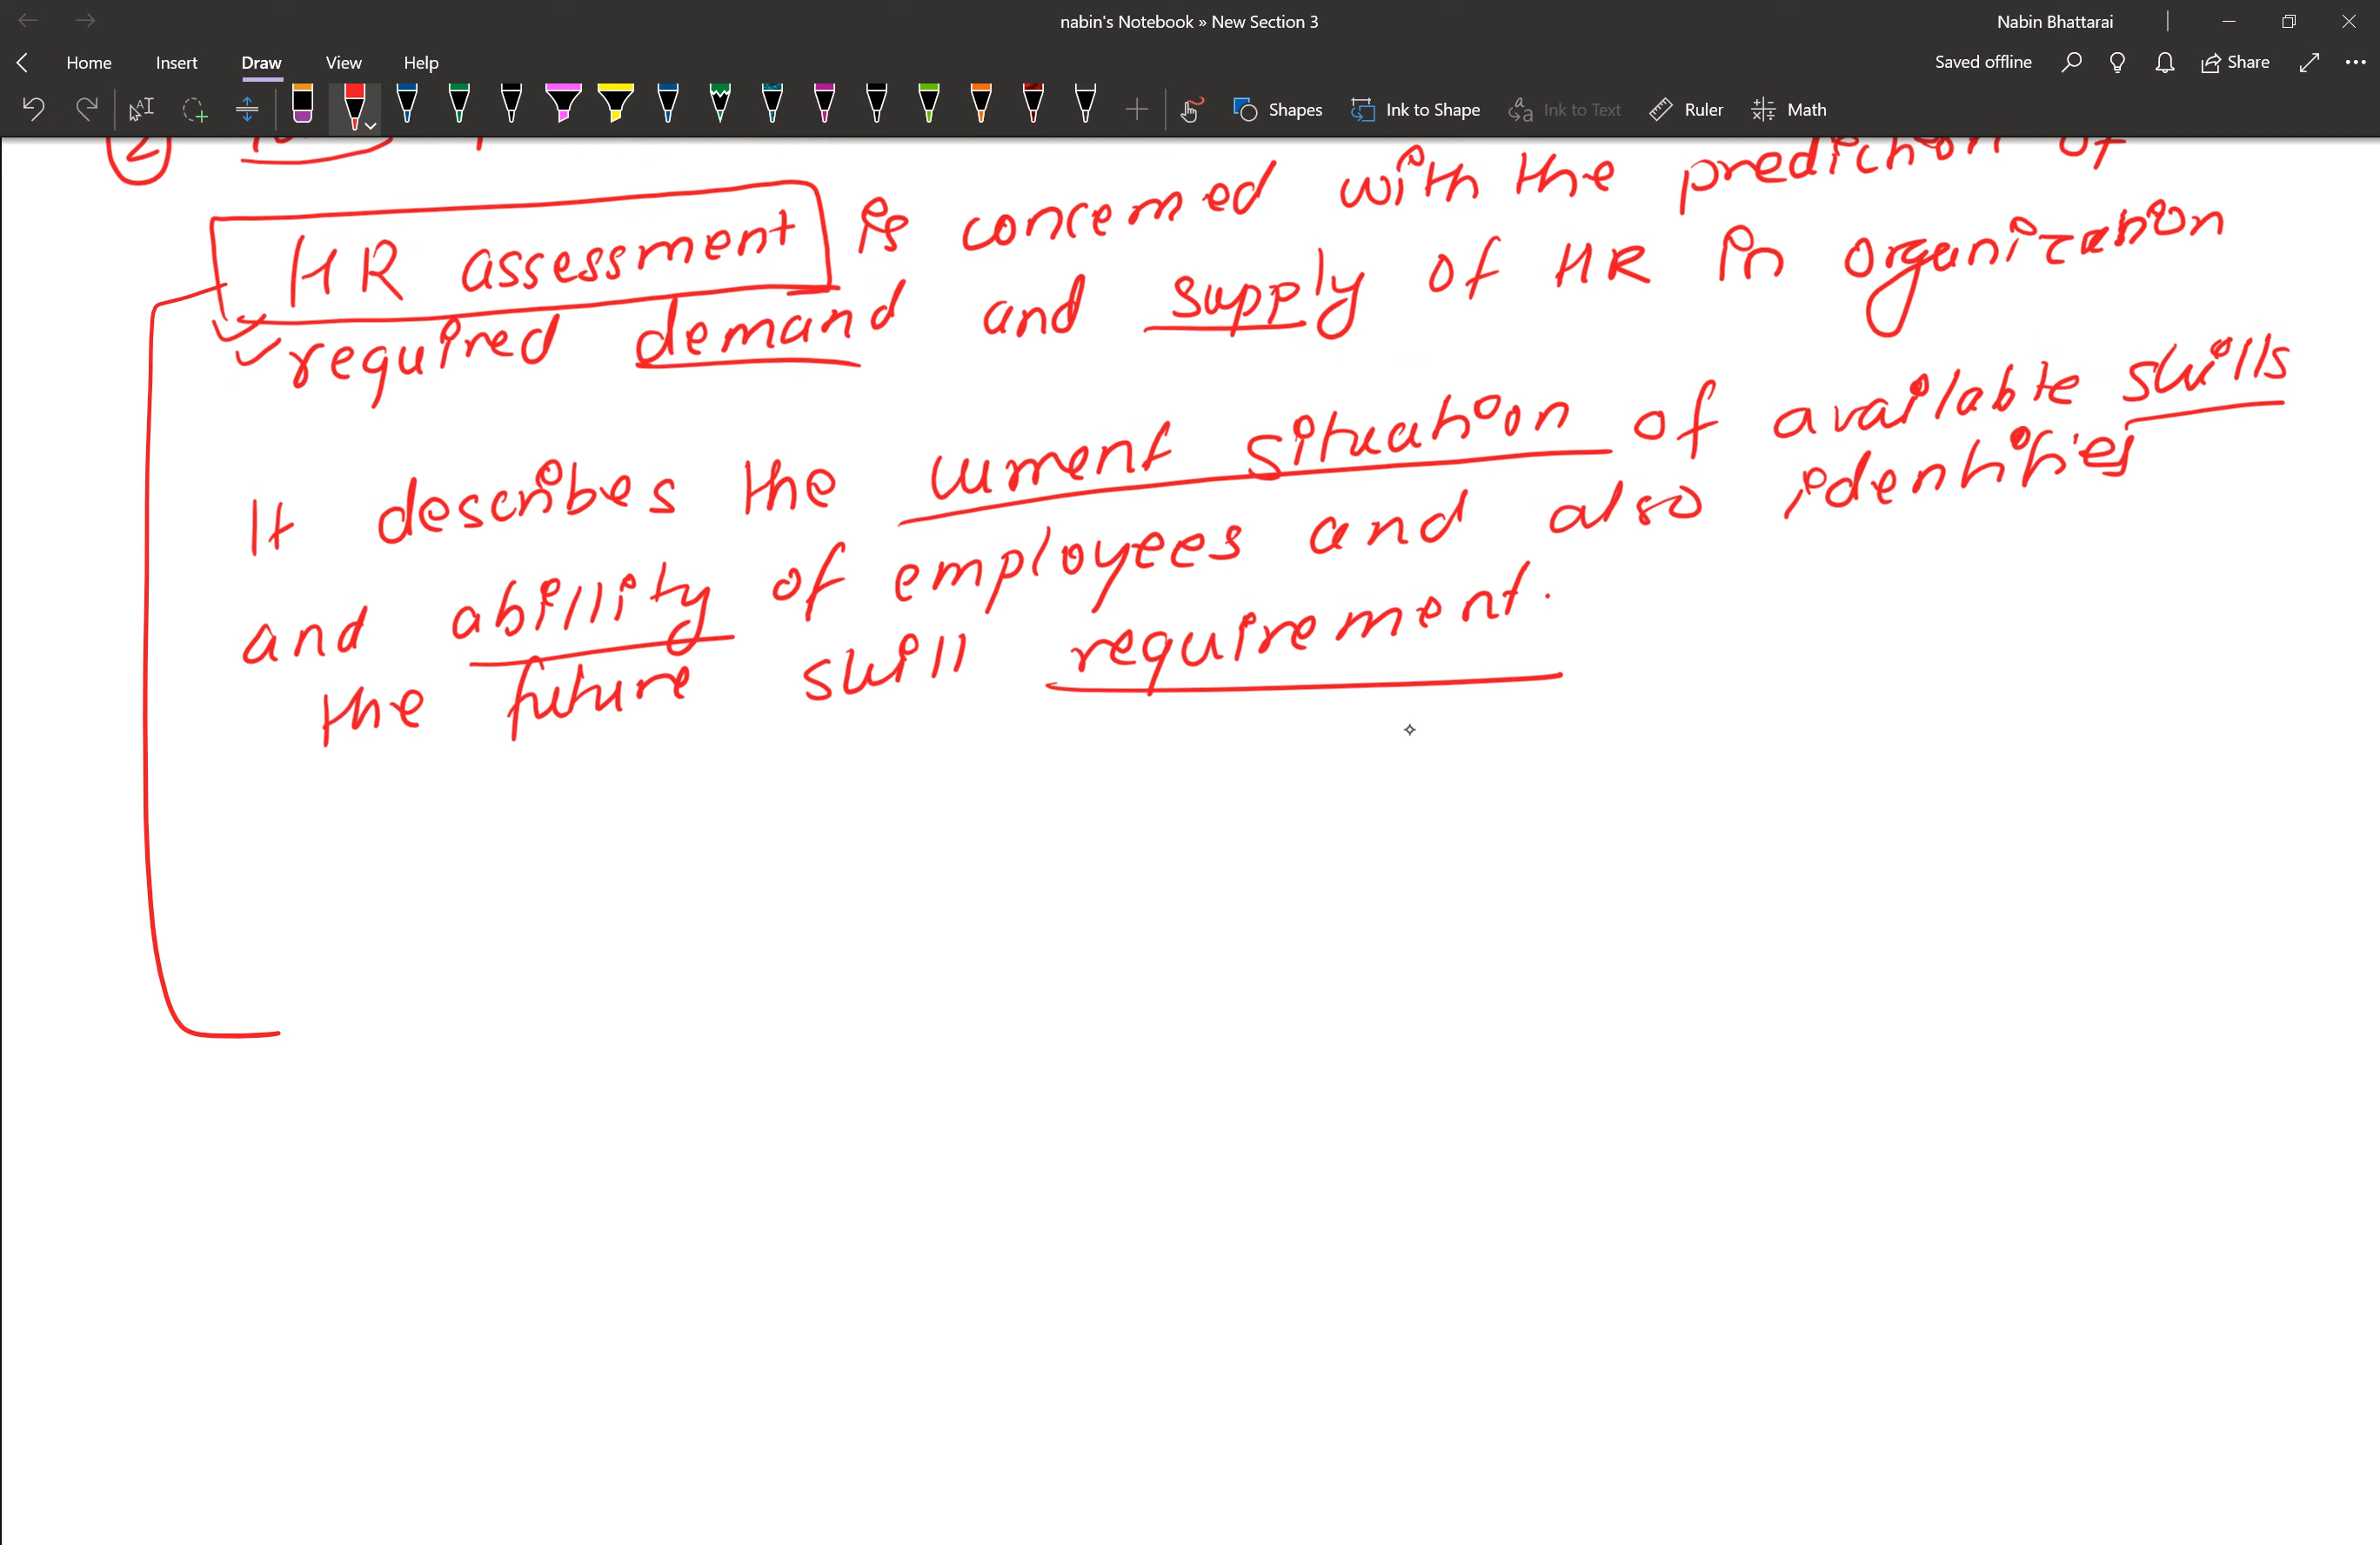 nabin's Notebook » New Section 3
Nabin Bhattarai
Home Insert Draw View Help
Saved offline
Share
Shapes Ink to Shape Ink to Text Ruler Math
2
HR assessment is concerned with the prediction of
required demand and supply of HR in organization
It describes the current situation of available skills
and abillity of employees and also identifies
the future skill requirement.